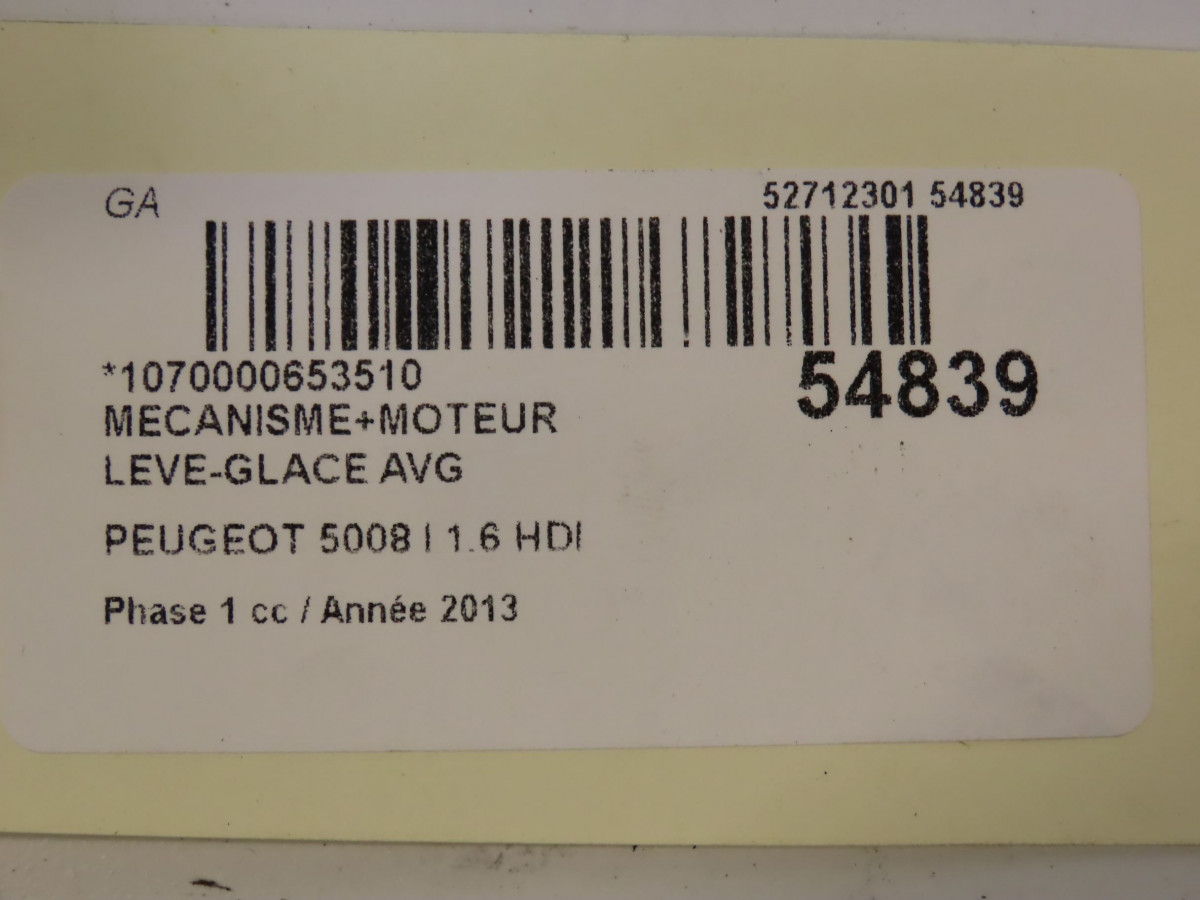 GA
52712301 54839
*1070000653510
54839
MECANISME+MOTEUR
LEVE-GLACE AVG
PEUGEOT 5008 I 1.6 HDI
Phase 1 cc / Année 2013